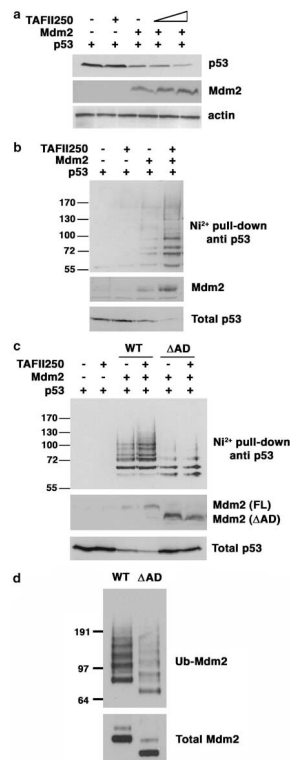 a
TAFII250 - + - +
Mdm2 - - + + +
p53 + + + + +
p53
Mdm2
actin
b
TAFII250 - + - +
Mdm2 - - + +
p53 + + + +
170
130
100
72
55
Ni2+ pull-down
anti p53
Mdm2
Total p53
c
WT ΔAD
TAFII250 - + - + - +
Mdm2 - - + + + +
p53 + + + + + +
170
130
100
72
55
Ni2+ pull-down
anti p53
Mdm2 (FL)
Mdm2 (ΔAD)
Total p53
d
WT ΔAD
191
97
64
Ub-Mdm2
Total Mdm2